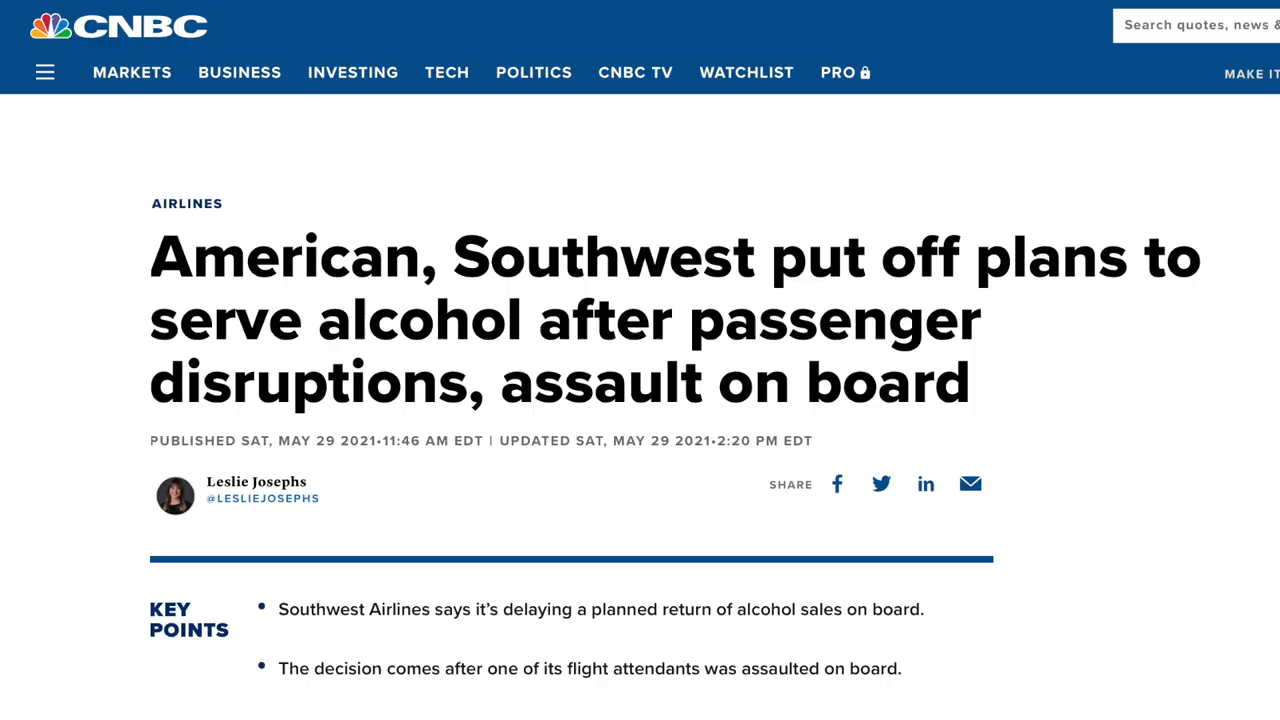 CNBC
Search quotes, news &
MARKETS BUSINESS INVESTING TECH POLITICS CNBC TV WATCHLIST PRO
MAKE IT
AIRLINES
American, Southwest put off plans to
serve alcohol after passenger
disruptions, assault on board
PUBLISHED SAT, MAY 29 2021•11:46 AM EDT | UPDATED SAT, MAY 29 2021•2:20 PM EDT
Leslie Josephs
@LESLIEJOSEPHS
SHARE
KEY
POINTS
• Southwest Airlines says it’s delaying a planned return of alcohol sales on board.
• The decision comes after one of its flight attendants was assaulted on board.